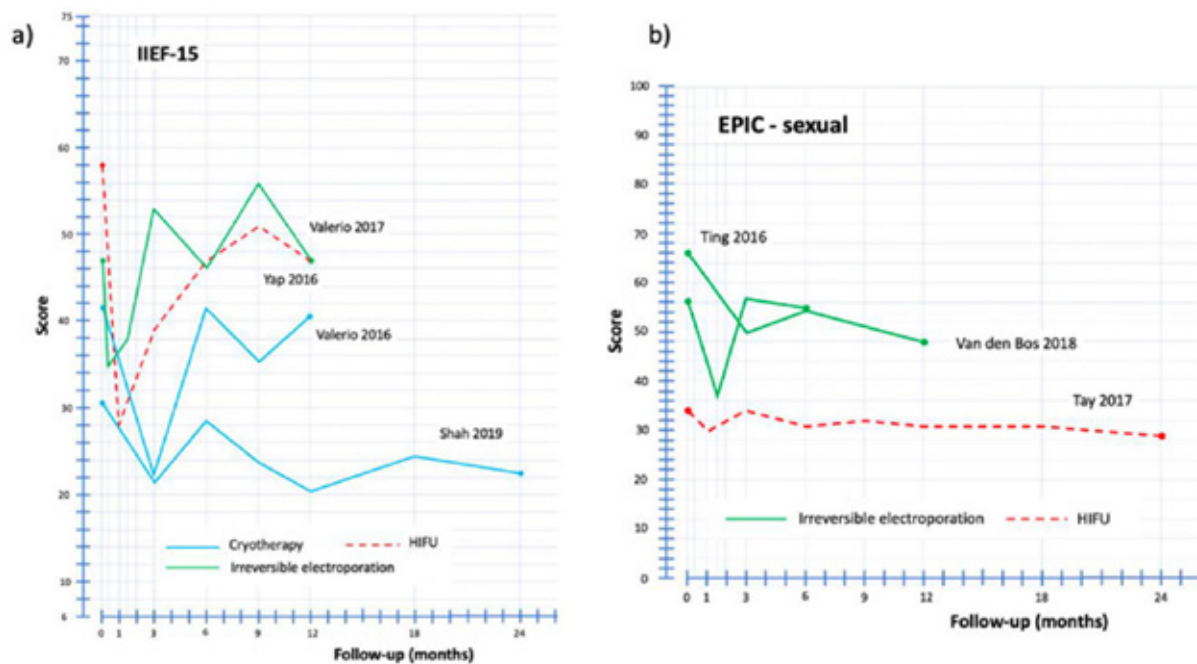 a)
IIEF-15
75
70
60
50
40
30
20
10
6
Score
Valerio 2017
Yap 2016
Valerio 2016
Shah 2019
Cryotherapy
HIFU
Irreversible electroporation
0 1 3 6 9 12 18 24
Follow-up (months)
b)
EPIC - sexual
100
90
80
70
60
50
40
30
20
10
0
Score
Ting 2016
Van den Bos 2018
Tay 2017
Irreversible electroporation
HIFU
0 1 3 6 9 12 18 24
Follow-up (months)